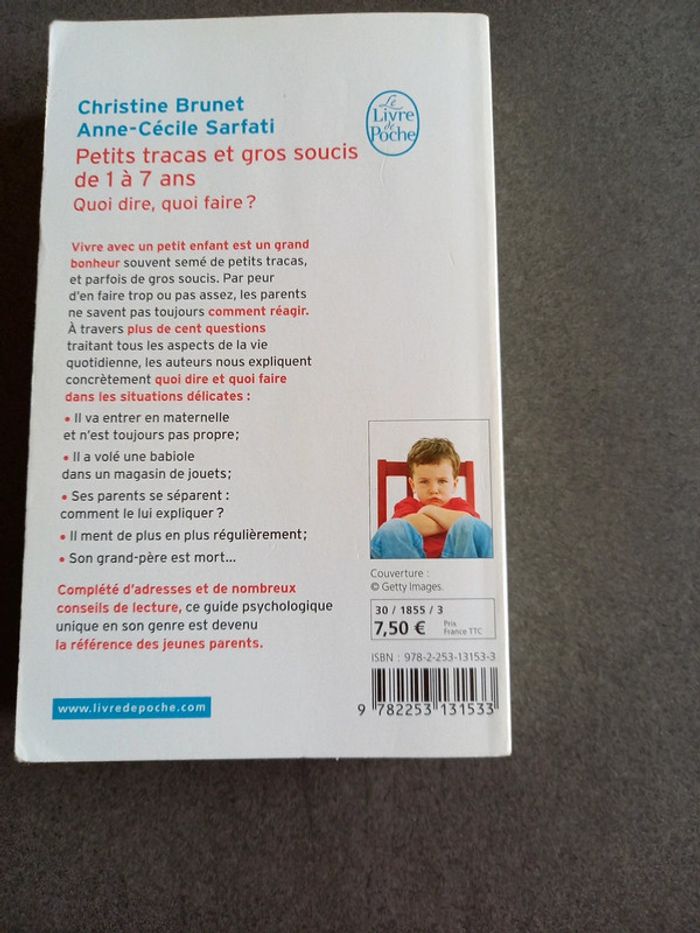 Christine Brunet
Anne-Cécile Sarfati
Le
Livre
de
Poche
Petits tracas et gros soucis
de 1 à 7 ans
Quoi dire, quoi faire ?
Vivre avec un petit enfant est un grand
bonheur souvent semé de petits tracas,
et parfois de gros soucis. Par peur
d'en faire trop ou pas assez, les parents
ne savent pas toujours comment réagir.
À travers plus de cent questions
traitant tous les aspects de la vie
quotidienne, les auteurs nous expliquent
concrètement quoi dire et quoi faire
dans les situations délicates :
• Il va entrer en maternelle
et n'est toujours pas propre ;
• Il a volé une babiole
dans un magasin de jouets ;
• Ses parents se séparent :
comment le lui expliquer ?
• Il ment de plus en plus régulièrement ;
• Son grand-père est mort...
Complété d'adresses et de nombreux
conseils de lecture, ce guide psychologique
unique en son genre est devenu
la référence des jeunes parents.
www.livredepoche.com
Couverture :
© Getty Images.
30 / 1855 / 3
7,50 €
Prix
France TTC
ISBN : 978-2-253-13153-3
9 782253 131533